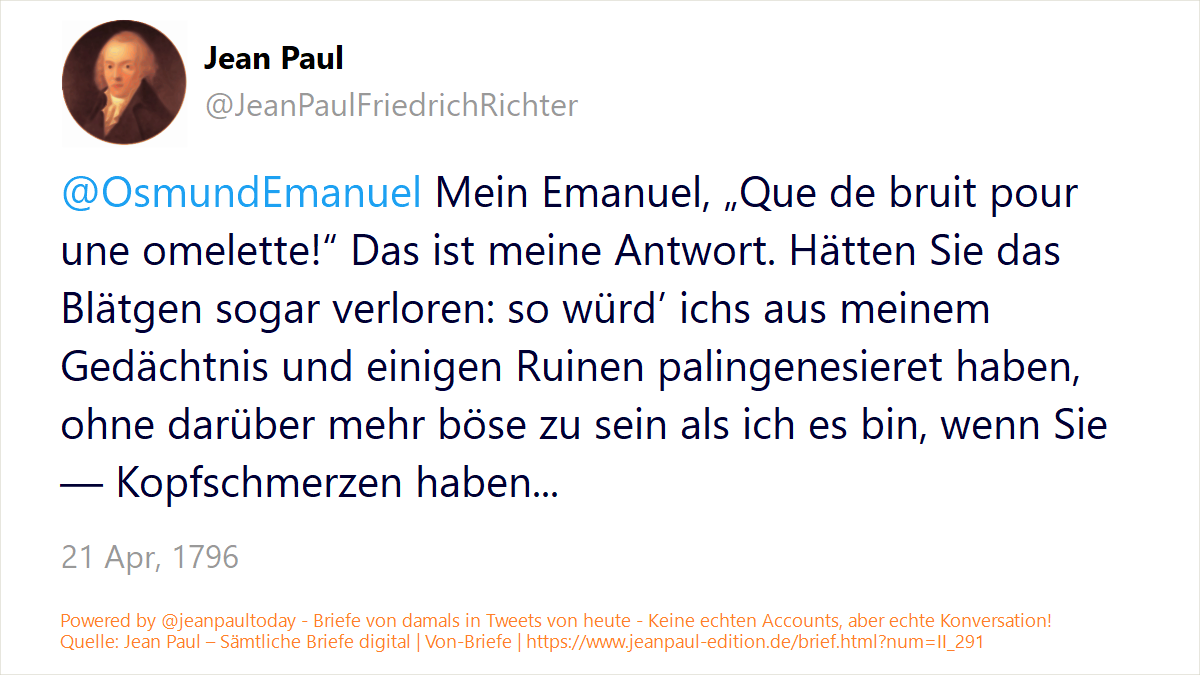 Jean Paul
@JeanPaulFriedrichRichter
@OsmundEmanuel Mein Emanuel, „Que de bruit pour
une omelette!“ Das ist meine Antwort. Hätten Sie das
Blätgen sogar verloren: so würd’ ichs aus meinem
Gedächtnis und einigen Ruinen palingenesieret haben,
ohne darüber mehr böse zu sein als ich es bin, wenn Sie
— Kopfschmerzen haben...
21 Apr, 1796
Powered by @jeanpaultoday - Briefe von damals in Tweets von heute - Keine echten Accounts, aber echte Konversation!
Quelle: Jean Paul – Sämtliche Briefe digital | Von-Briefe | https://www.jeanpaul-edition.de/brief.html?num=II_291